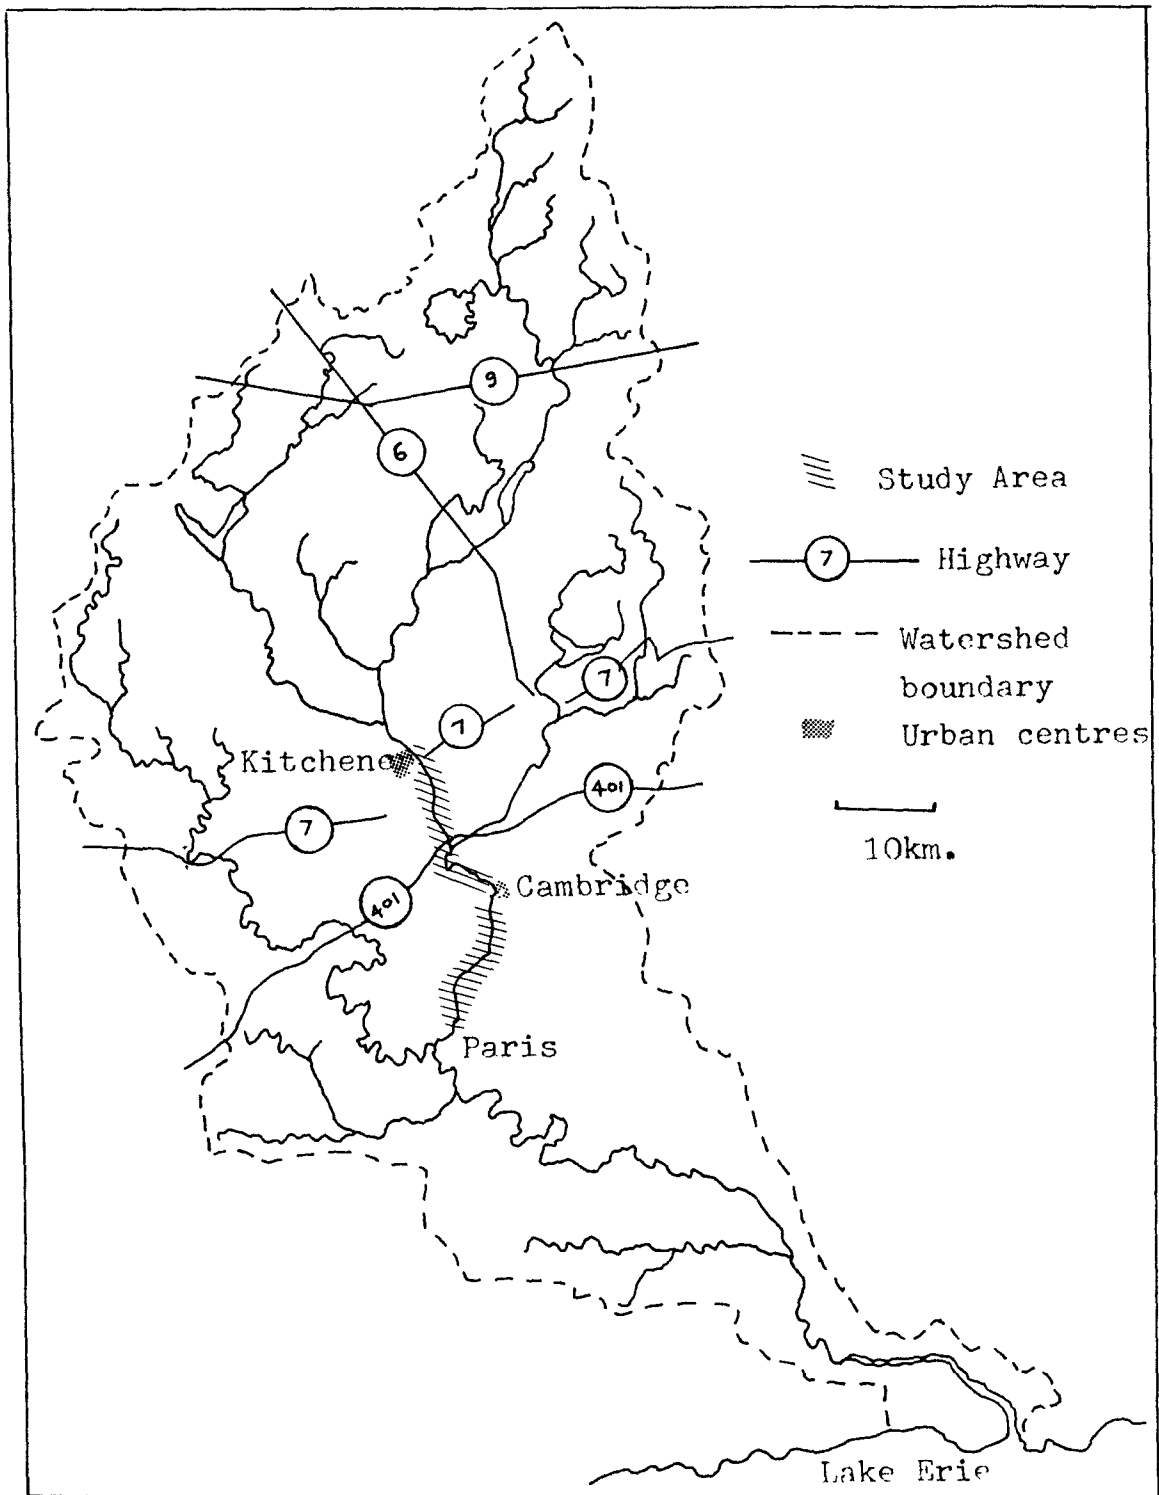 9
6
Study Area
7 Highway
Watershed
boundary
7
7
Kitchene
Urban centres
401
7
10km.
Cambridge
401
Paris
Lake Erie